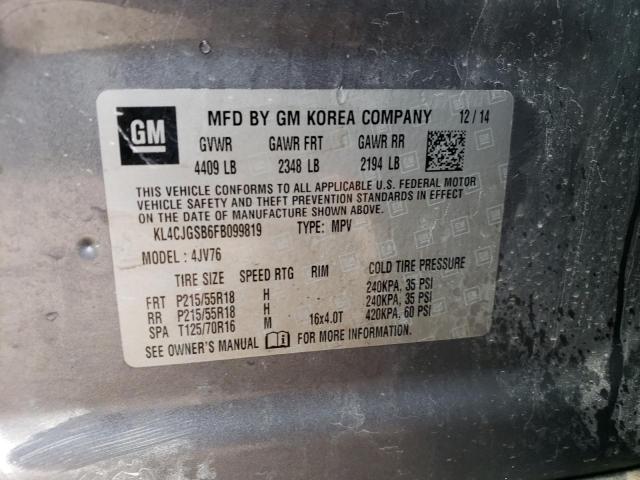 GM
MFD BY GM KOREA COMPANY 12/14
GVWR GAWR FRT GAWR RR
4409 LB 2348 LB 2194 LB
THIS VEHICLE CONFORMS TO ALL APPLICABLE U.S. FEDERAL MOTOR
VEHICLE SAFETY AND THEFT PREVENTION STANDARDS IN EFFECT
ON THE DATE OF MANUFACTURE SHOWN ABOVE.
KL4CJGSB6FB099819 TYPE: MPV
MODEL : 4JV76
TIRE SIZE SPEED RTG RIM COLD TIRE PRESSURE
FRT P215/55R18 H 240KPA, 35 PSI
RR P215/55R18 H 240KPA, 35 PSI
SPA T125/70R16 M 16x4.0T 420KPA, 60 PSI
SEE OWNER'S MANUAL FOR MORE INFORMATION.